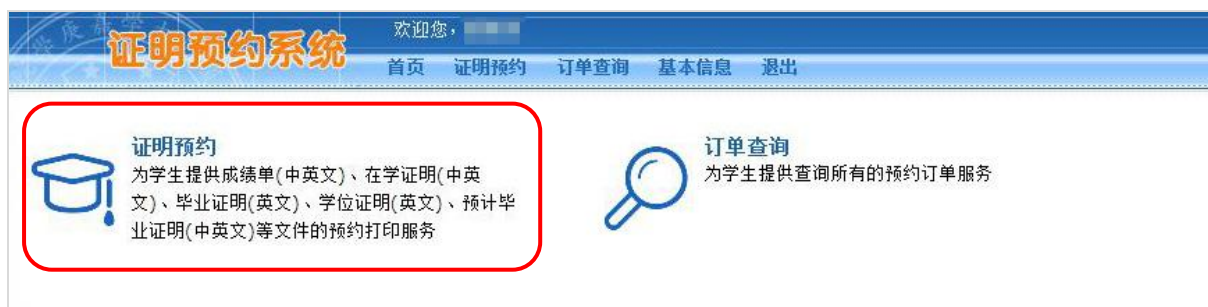 证明预约系统
欢迎您，
首页 证明预约 订单查询 基本信息 退出
证明预约
为学生提供成绩单(中英文)、在学证明(中英
文)、毕业证明(英文)、学位证明(英文)、预计毕
业证明(中英文)等文件的预约打印服务
订单查询
为学生提供查询所有的预约订单服务